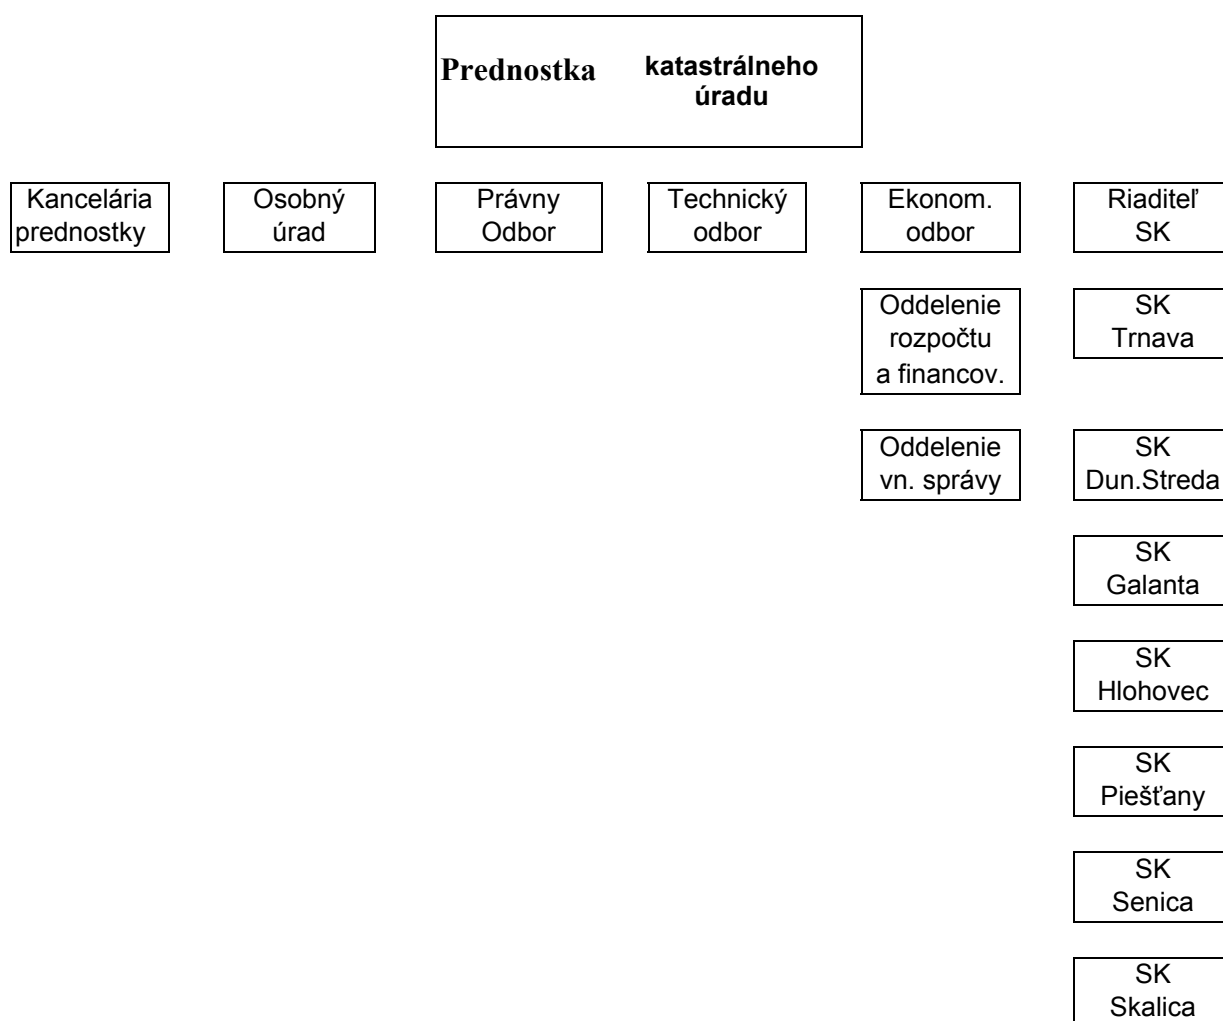 Prednostka katastrálneho
úradu
Kancelária
prednostky
Osobný
úrad
Právny
Odbor
Technický
odbor
Ekonom.
odbor
Riaditeľ
SK
Oddelenie
rozpočtu
a financov.
SK
Trnava
Oddelenie
vn. správy
SK
Dun.Streda
SK
Galanta
SK
Hlohovec
SK
Piešťany
SK
Senica
SK
Skalica